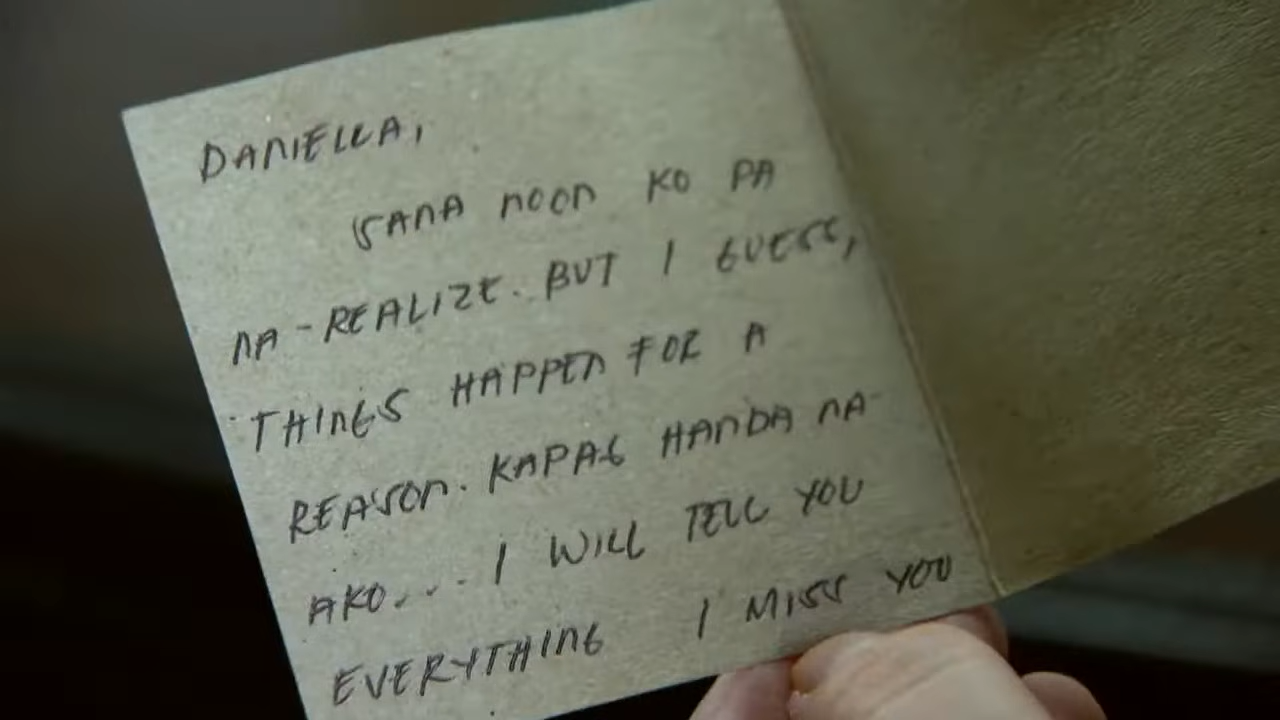 DANIELLA,
SANA NOON KO PA
NA-REALIZE. BUT I GUESS,
THINGS HAPPEN FOR A
REASON. KAPAG HANDA NA
AKO... I WILL TELL YOU
EVERYTHING I MISS YOU